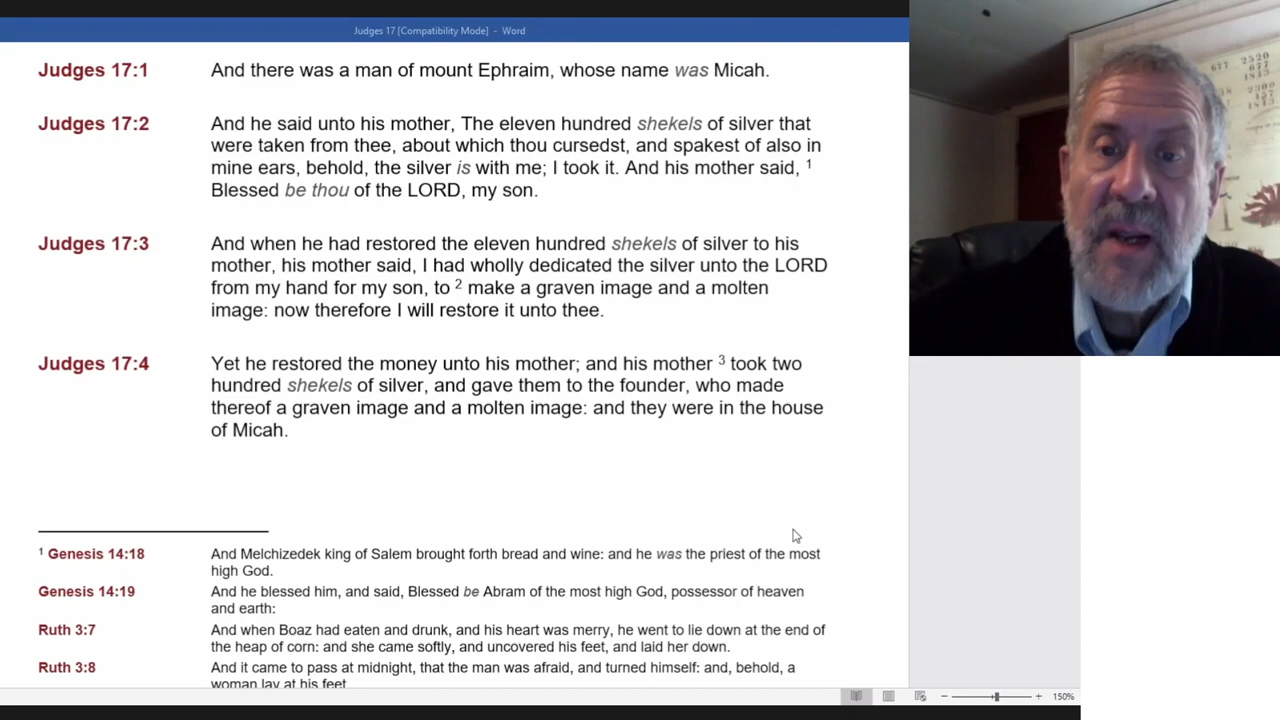 Judges 17 [Compatibility Mode] - Word
Judges 17:1 And there was a man of mount Ephraim, whose name was Micah.
Judges 17:2 And he said unto his mother, The eleven hundred shekels of silver that
were taken from thee, about which thou cursedst, and spakest of also in
mine ears, behold, the silver is with me; I took it. And his mother said, 1
Blessed be thou of the LORD, my son.
Judges 17:3 And when he had restored the eleven hundred shekels of silver to his
mother, his mother said, I had wholly dedicated the silver unto the LORD
from my hand for my son, to 2 make a graven image and a molten
image: now therefore I will restore it unto thee.
Judges 17:4 Yet he restored the money unto his mother; and his mother 3 took two
hundred shekels of silver, and gave them to the founder, who made
thereof a graven image and a molten image: and they were in the house
of Micah.
1 Genesis 14:18 And Melchizedek king of Salem brought forth bread and wine: and he was the priest of the most
high God.
Genesis 14:19 And he blessed him, and said, Blessed be Abram of the most high God, possessor of heaven
and earth:
Ruth 3:7 And when Boaz had eaten and drunk, and his heart was merry, he went to lie down at the end of
the heap of corn: and she came softly, and uncovered his feet, and laid her down.
Ruth 3:8 And it came to pass at midnight, that the man was afraid, and turned himself: and, behold, a
woman lay at his feet
150%
677 2520
677
1843
2300
457
1843